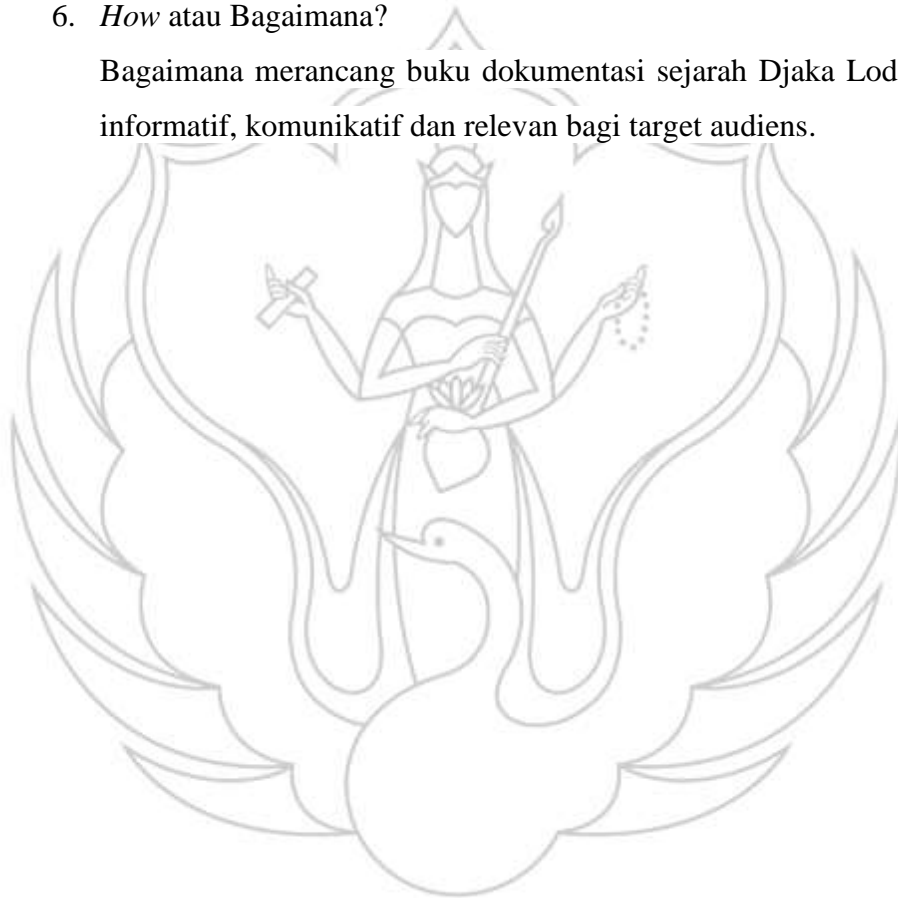 6. How atau Bagaimana?
Bagaimana merancang buku dokumentasi sejarah Djaka Lod
informatif, komunikatif dan relevan bagi target audiens.